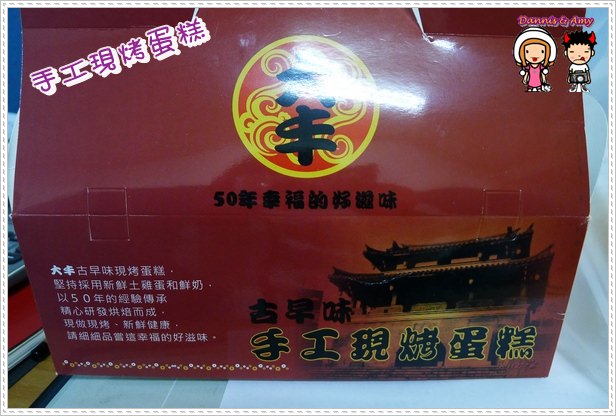 手工現烤蛋糕
Dannis & Amy
六丰
50年幸福的好滋味
六丰古早味現烤蛋糕，
堅持採用新鮮土雞蛋和鮮奶，
以50年的經驗傳承
精心研發烘焙而成，
現做現烤、新鮮健康，
請細細品嘗這幸福的好滋味。
古早味
手工現烤蛋糕